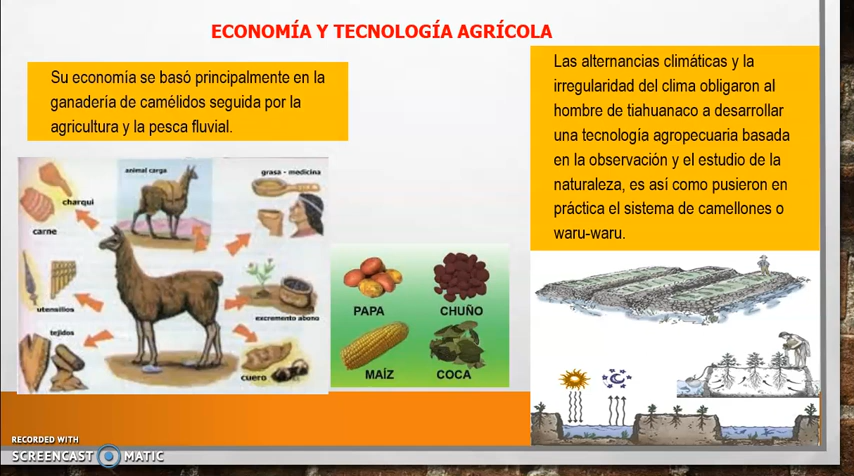 ECONOMÍA Y TECNOLOGÍA AGRÍCOLA
Su economía se basó principalmente en la
ganadería de camélidos seguida por la
agricultura y la pesca fluvial.
Las alternancias climáticas y la
irregularidad del clima obligaron al
hombre de tiahuanaco a desarrollar
una tecnología agropecuaria basada
en la observación y el estudio de la
naturaleza, es así como pusieron en
práctica el sistema de camellones o
waru-waru.
animal carga
grasa - medicina
charqui
carne
utensilios
excremento abono
tejidos
cuero
PAPA
CHUÑO
MAÍZ
COCA
RECORDED WITH
SCREENCAST MATIC